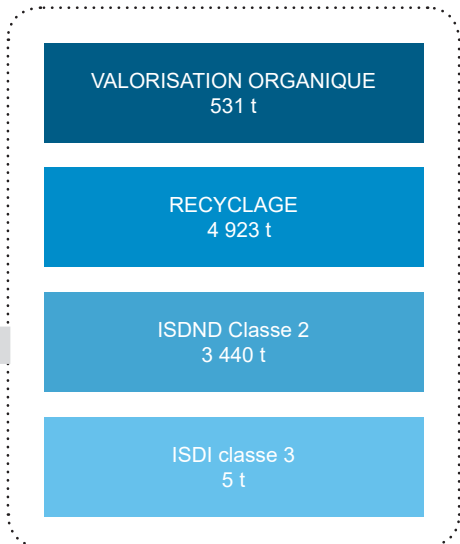 VALORISATION ORGANIQUE
531 t
RECYCLAGE
4 923 t
ISDND Classe 2
3 440 t
ISDI classe 3
5 t